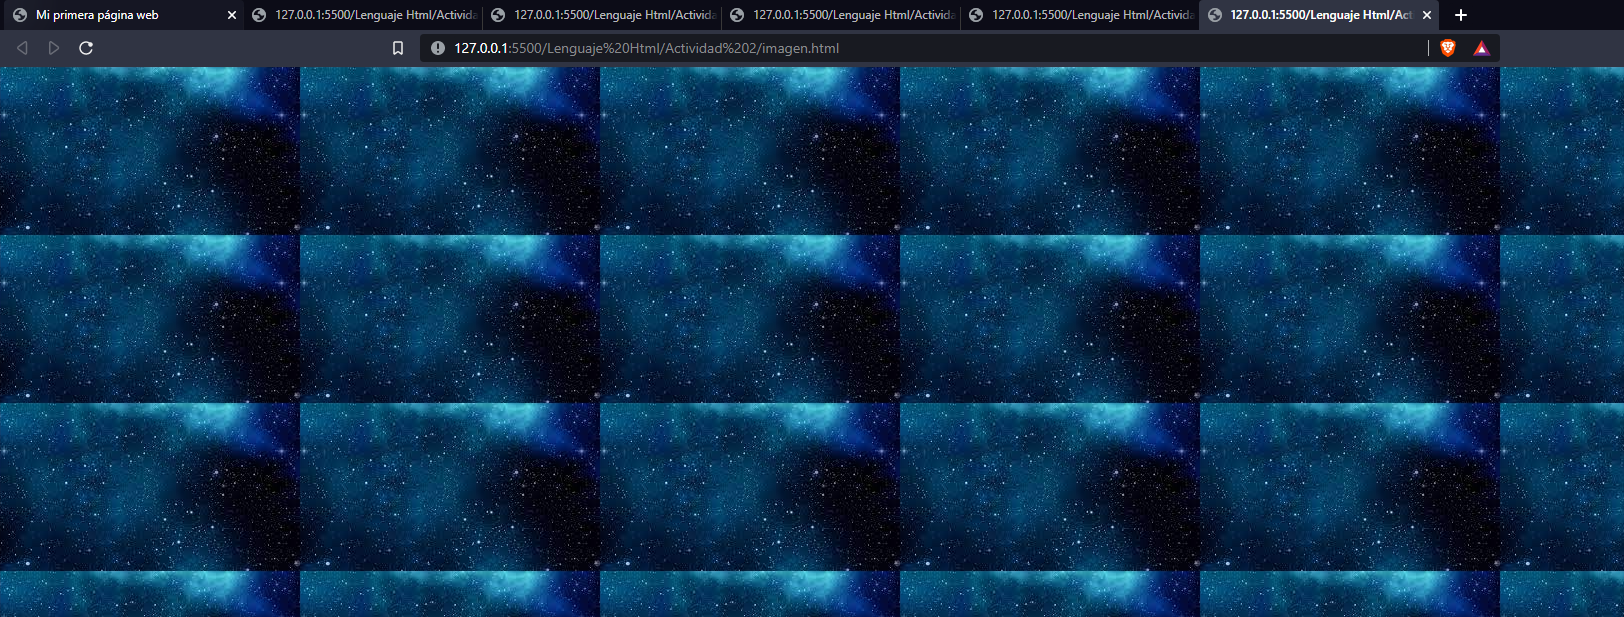 Mi primera página web
127.0.0.1:5500/Lenguaje Html/Activida
127.0.0.1:5500/Lenguaje Html/Activida
127.0.0.1:5500/Lenguaje Html/Activida
127.0.0.1:5500/Lenguaje Html/Activida
127.0.0.1:5500/Lenguaje Html/Act
127.0.0.1:5500/Lenguaje%20Html/Actividad%202/imagen.html